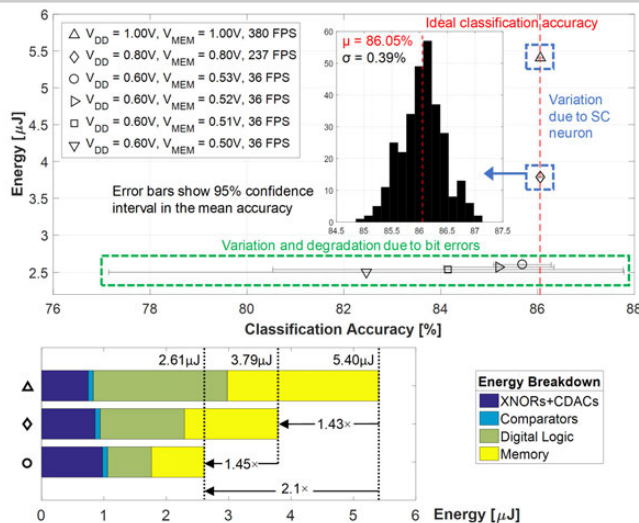 Ideal classification accuracy
6
5.5
5
4.5
4
3.5
3
2.5
Energy [μJ]
V_DD = 1.00V, V_MEM = 1.00V, 380 FPS
V_DD = 0.80V, V_MEM = 0.80V, 237 FPS
V_DD = 0.60V, V_MEM = 0.53V, 36 FPS
V_DD = 0.60V, V_MEM = 0.52V, 36 FPS
V_DD = 0.60V, V_MEM = 0.51V, 36 FPS
V_DD = 0.60V, V_MEM = 0.50V, 36 FPS
Error bars show 95% confidence
interval in the mean accuracy
60
50
40
30
20
10
0
μ = 86.05%
σ = 0.39%
84.5 85 85.5 86 86.5 87 87.5
Variation
due to SC
neuron
Variation and degradation due to bit errors
76 78 80 82 84 86 88
Classification Accuracy [%]
2.61μJ 3.79μJ 5.40μJ
1.43×
1.45×
2.1×
0 1 2 3 4 5 6
Energy [μJ]
Energy Breakdown
XNORs+CDACs
Comparators
Digital Logic
Memory